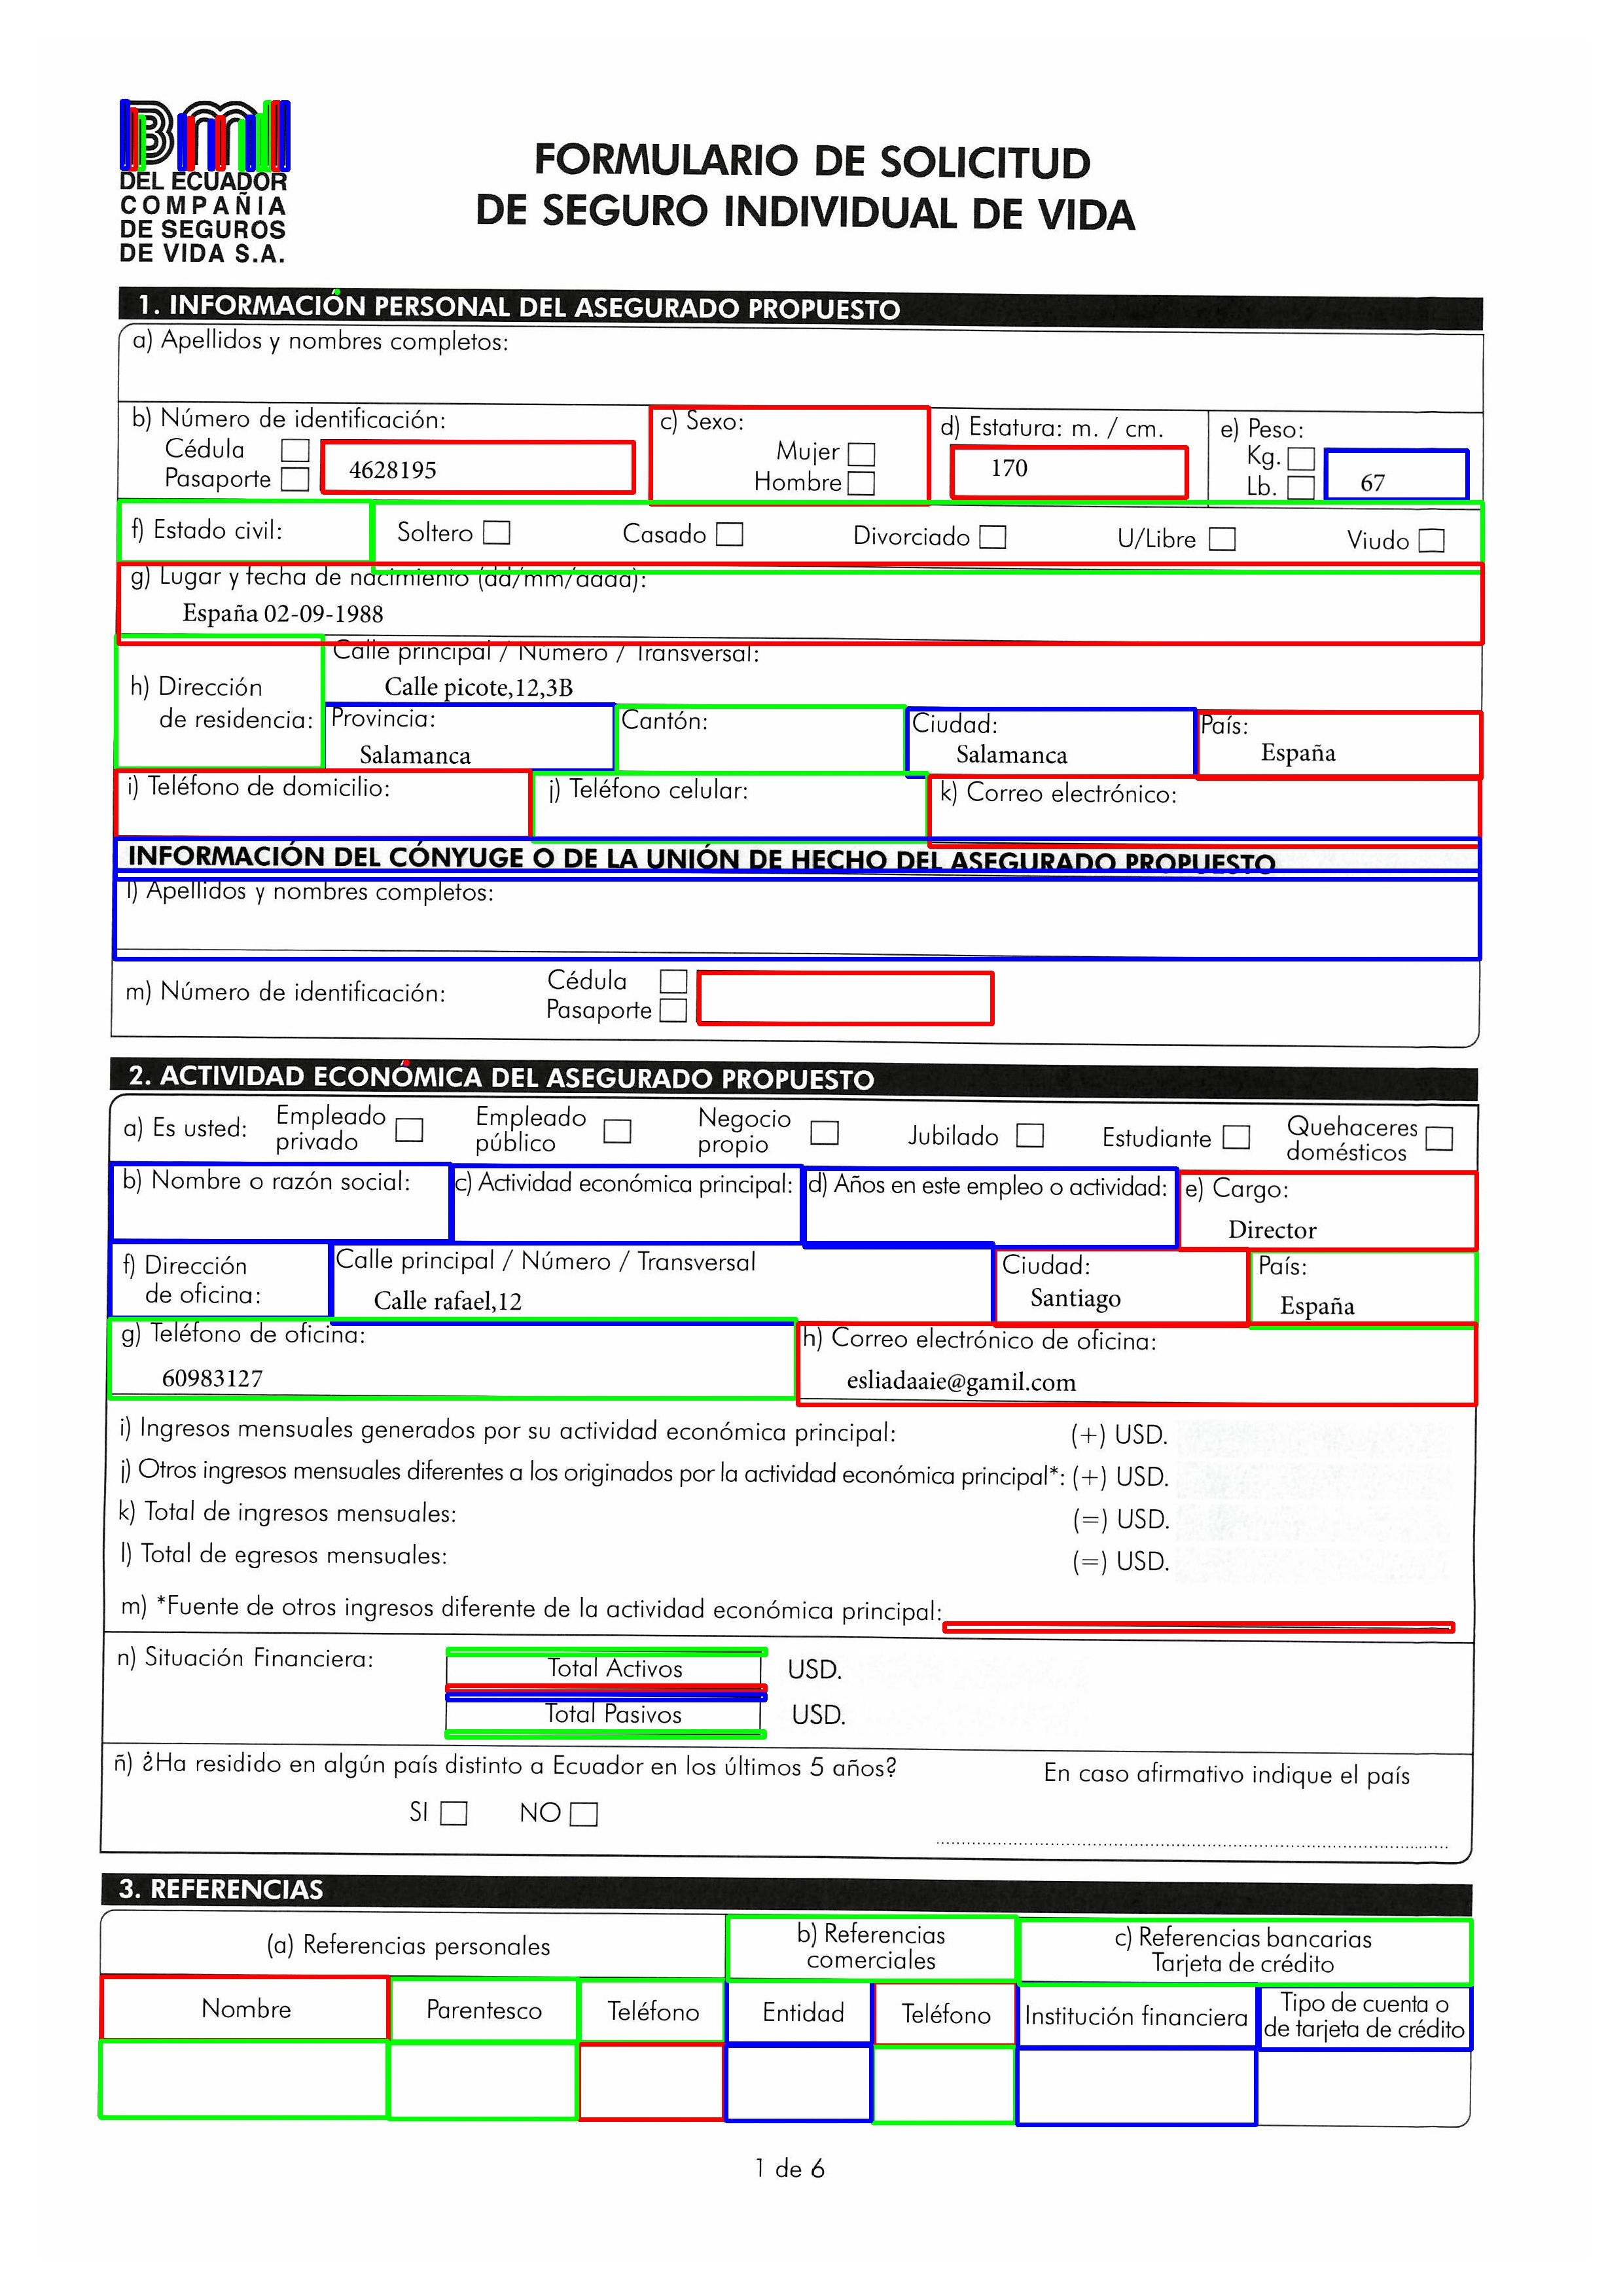 Bmi
DEL ECUADOR
COMPAÑIA
DE SEGUROS
DE VIDA S.A.
FORMULARIO DE SOLICITUD
DE SEGURO INDIVIDUAL DE VIDA
1. INFORMACIÓN PERSONAL DEL ASEGURADO PROPUESTO
a) Apellidos y nombres completos:
b) Número de identificación:
Cédula
Pasaporte
4628195
c) Sexo:
Mujer
Hombre
d) Estatura: m. / cm.
170
e) Peso:
Kg.
Lb.
67
f) Estado civil: Soltero Casado Divorciado U/Libre Viudo
g) Lugar y fecha de nacimiento (dd/mm/aaaa):
España 02-09-1988
h) Dirección
de residencia:
Calle principal / Número / Transversal:
Calle picote,12,3B
Provincia: Cantón: Ciudad: País:
Salamanca Salamanca España
i) Teléfono de domicilio: j) Teléfono celular: k) Correo electrónico:
INFORMACIÓN DEL CÓNYUGE O DE LA UNIÓN DE HECHO DEL ASEGURADO PROPUESTO
l) Apellidos y nombres completos:
m) Número de identificación:
Cédula
Pasaporte
2. ACTIVIDAD ECONÓMICA DEL ASEGURADO PROPUESTO
a) Es usted: Empleado privado Empleado público Negocio propio Jubilado Estudiante Quehaceres domésticos
b) Nombre o razón social: c) Actividad económica principal: d) Años en este empleo o actividad: e) Cargo:
Director
f) Dirección
de oficina:
Calle principal / Número / Transversal Ciudad: País:
Calle rafael,12 Santiago España
g) Teléfono de oficina: h) Correo electrónico de oficina:
60983127 esliadaaie@gamil.com
i) Ingresos mensuales generados por su actividad económica principal: (+) USD.
j) Otros ingresos mensuales diferentes a los originados por la actividad económica principal*: (+) USD.
k) Total de ingresos mensuales: (=) USD.
l) Total de egresos mensuales: (=) USD.
m) *Fuente de otros ingresos diferente de la actividad económica principal:
n) Situación Financiera: Total Activos USD.
Total Pasivos USD.
ñ) ¿Ha residido en algún país distinto a Ecuador en los últimos 5 años? En caso afirmativo indique el país
SI NO
3. REFERENCIAS
(a) Referencias personales
b) Referencias
comerciales
c) Referencias bancarias
Tarjeta de crédito
Nombre Parentesco Teléfono Entidad Teléfono Institución financiera Tipo de cuenta o
de tarjeta de crédito
1 de 6